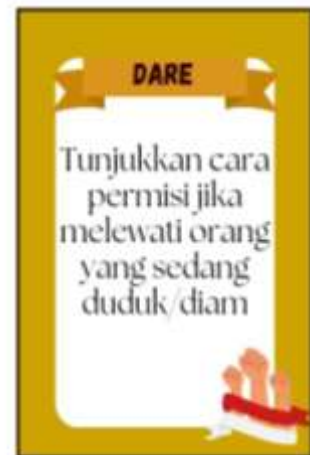 DARE
Tunjukkan cara
permisi jika
melewati orang
yang sedang
duduk/diam